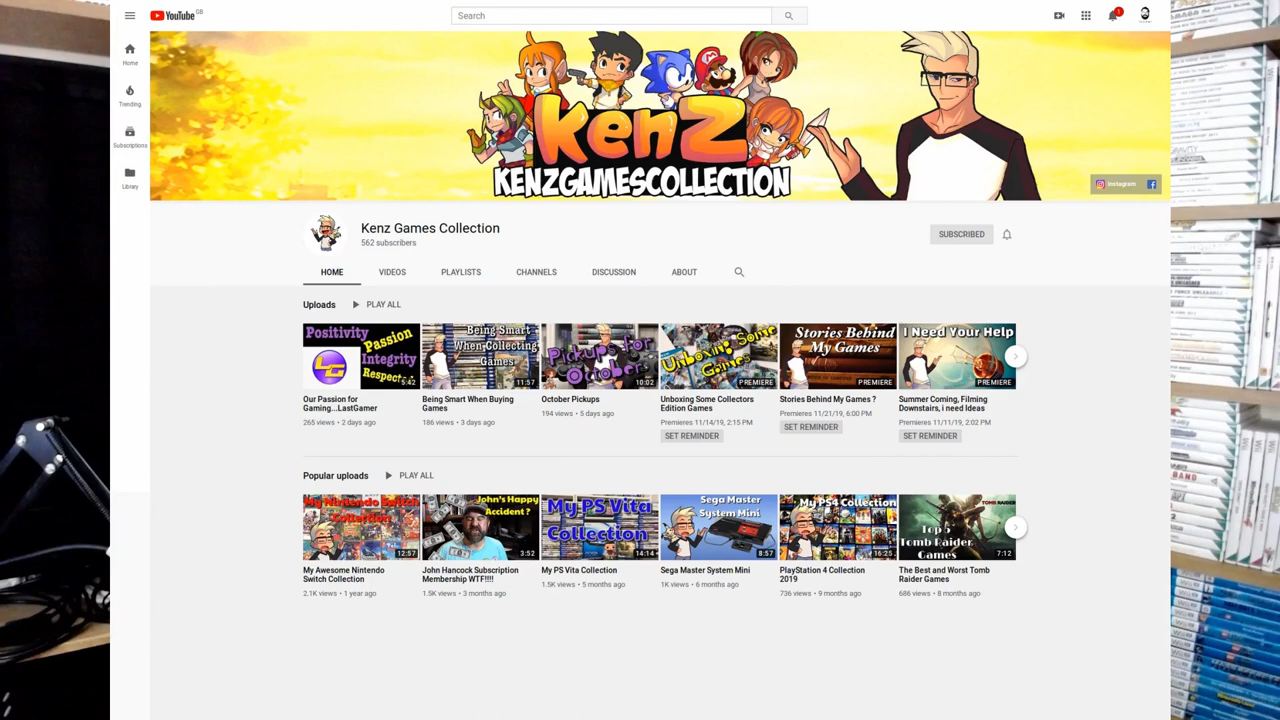 YouTube GB
Search
1
Home
Trending
Subscriptions
Library
kenZ
KENZGAMESCOLLECTION
Instagram
Kenz Games Collection
562 subscribers
SUBSCRIBED
HOME VIDEOS PLAYLISTS CHANNELS DISCUSSION ABOUT
Uploads PLAY ALL
Positivity
Passion
Integrity
Respect
5:42
Being Smart
When Collecting
Games
11:57
Pickups for
October
10:02
Unboxing Some
Games
PREMIERE
Stories Behind
My Games
PREMIERE
I Need Your Help
PREMIERE
Our Passion for
Gaming...LastGamer
265 views • 2 days ago
Being Smart When Buying
Games
186 views • 3 days ago
October Pickups
194 views • 5 days ago
Unboxing Some Collectors
Edition Games
Premieres 11/14/19, 2:15 PM
SET REMINDER
Stories Behind My Games ?
Premieres 11/21/19, 6:00 PM
SET REMINDER
Summer Coming, Filming
Downstairs, i need Ideas
Premieres 11/11/19, 2:02 PM
SET REMINDER
Popular uploads PLAY ALL
My Nintendo Switch
Collection
12:57
John's Happy
Accident ?
3:52
My PS Vita
Collection
14:14
Sega Master
System Mini
8:57
My PS4 Collection
16:25
TOMB RAIDER
Top 5
Tomb Raider
Games
7:12
My Awesome Nintendo
Switch Collection
2.1K views • 1 year ago
John Hancock Subscription
Membership WTF!!!!
1.5K views • 3 months ago
My PS Vita Collection
1.5K views • 5 months ago
Sega Master System Mini
1K views • 6 months ago
PlayStation 4 Collection
2019
736 views • 9 months ago
The Best and Worst Tomb
Raider Games
686 views • 8 months ago